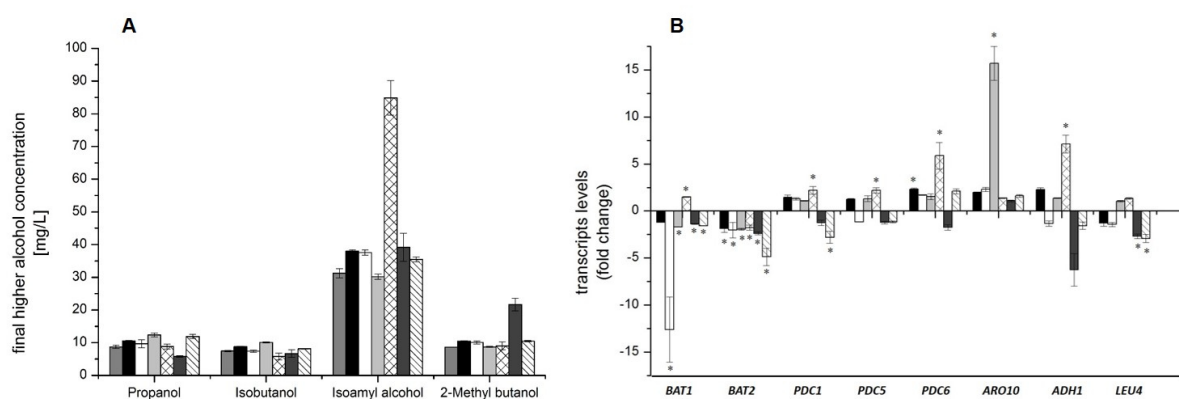 A
final higher alcohol concentration
[mg/L]
100
90
80
70
60
50
40
30
20
10
0
Propanol Isobutanol Isoamyl alcohol 2-Methyl butanol
B
transcripts levels
(fold change)
15
10
5
0
-5
-10
-15
* * * * * * * * * * * * * * * * * * * *
BAT1 BAT2 PDC1 PDC5 PDC6 ARO10 ADH1 LEU4